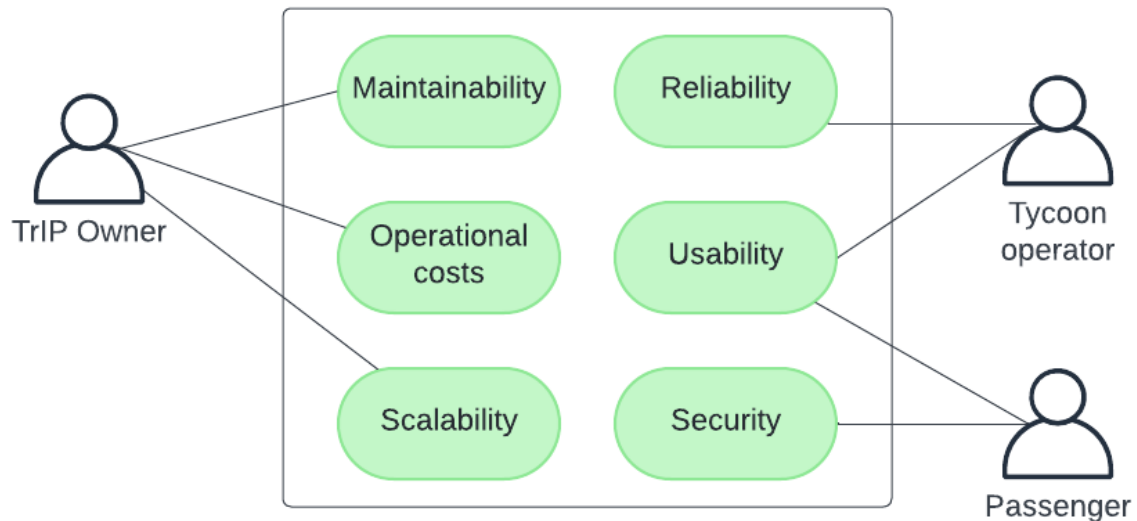 Maintainability
Reliability
TrIP Owner
Operational
costs
Usability
Tycoon
operator
Scalability
Security
Passenger